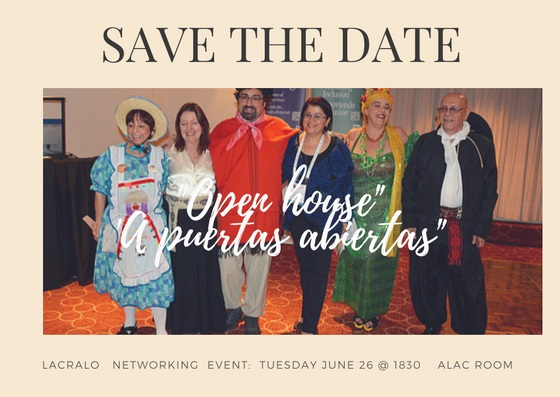 SAVE THE DATE
"Open house"
"A puertas abiertas"
LACRALO NETWORKING EVENT: TUESDAY JUNE 26 @ 1830 ALAC ROOM